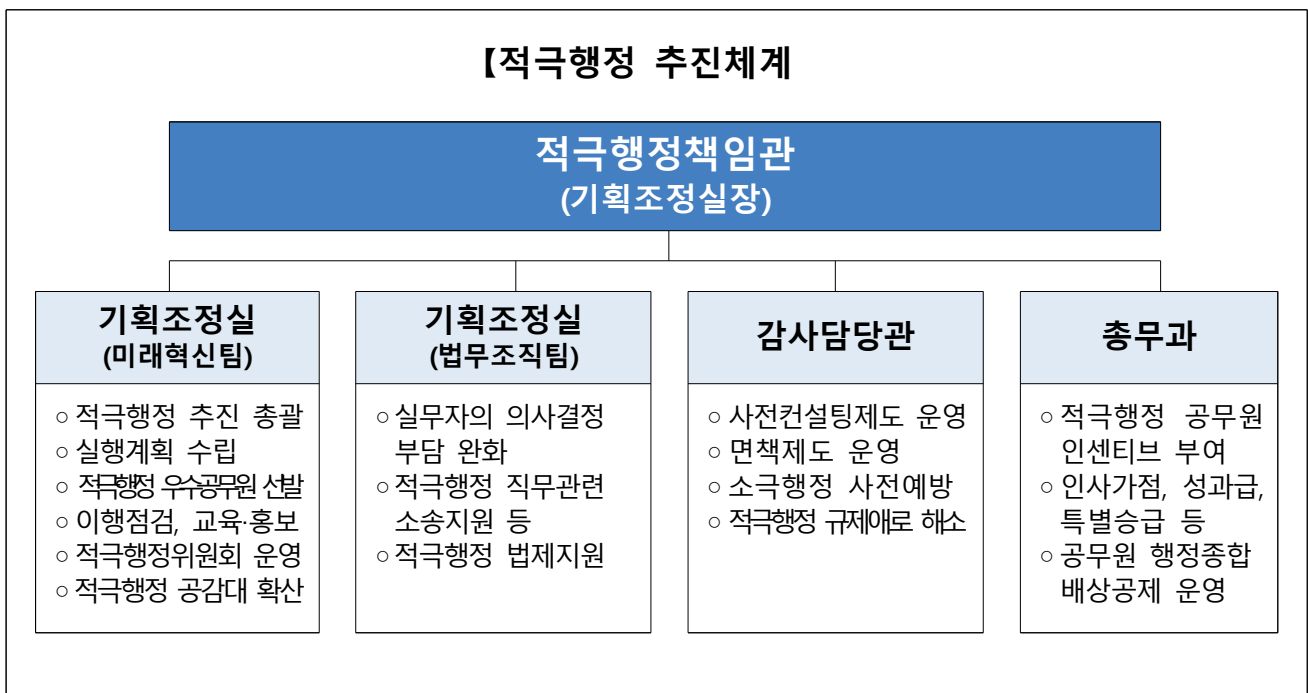 【적극행정 추진체계
적극행정책임관
(기획조정실장)
기획조정실
(미래혁신팀)
○ 적극행정 추진 총괄
○ 실행계획 수립
○ 적극행정 우수공무원 선발
○ 이행점검, 교육·홍보
○ 적극행정위원회 운영
○ 적극행정 공감대 확산
기획조정실
(법무조직팀)
○ 실무자의 의사결정
부담 완화
○ 적극행정 직무관련
소송지원 등
○ 적극행정 법제지원
감사담당관
○ 사전컨설팅제도 운영
○ 면책제도 운영
○ 소극행정 사전예방
○ 적극행정 규제애로 해소
총무과
○ 적극행정 공무원
인센티브 부여
○ 인사가점, 성과급,
특별승급 등
○ 공무원 행정종합
배상공제 운영